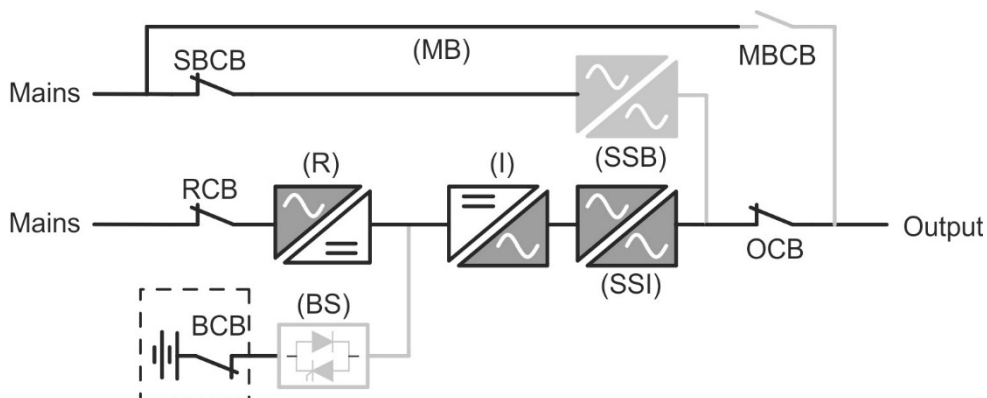 (MB)
MBCB
SBCB
Mains
(SSB)
(R)
(I)
RCB
Mains
Output
OCB
(SSI)
(BS)
BCB